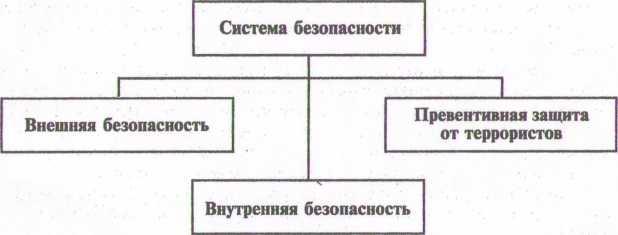 Система безопасности
Внешняя безопасность
Превентивная защита
от террористов
Внутренняя безопасность